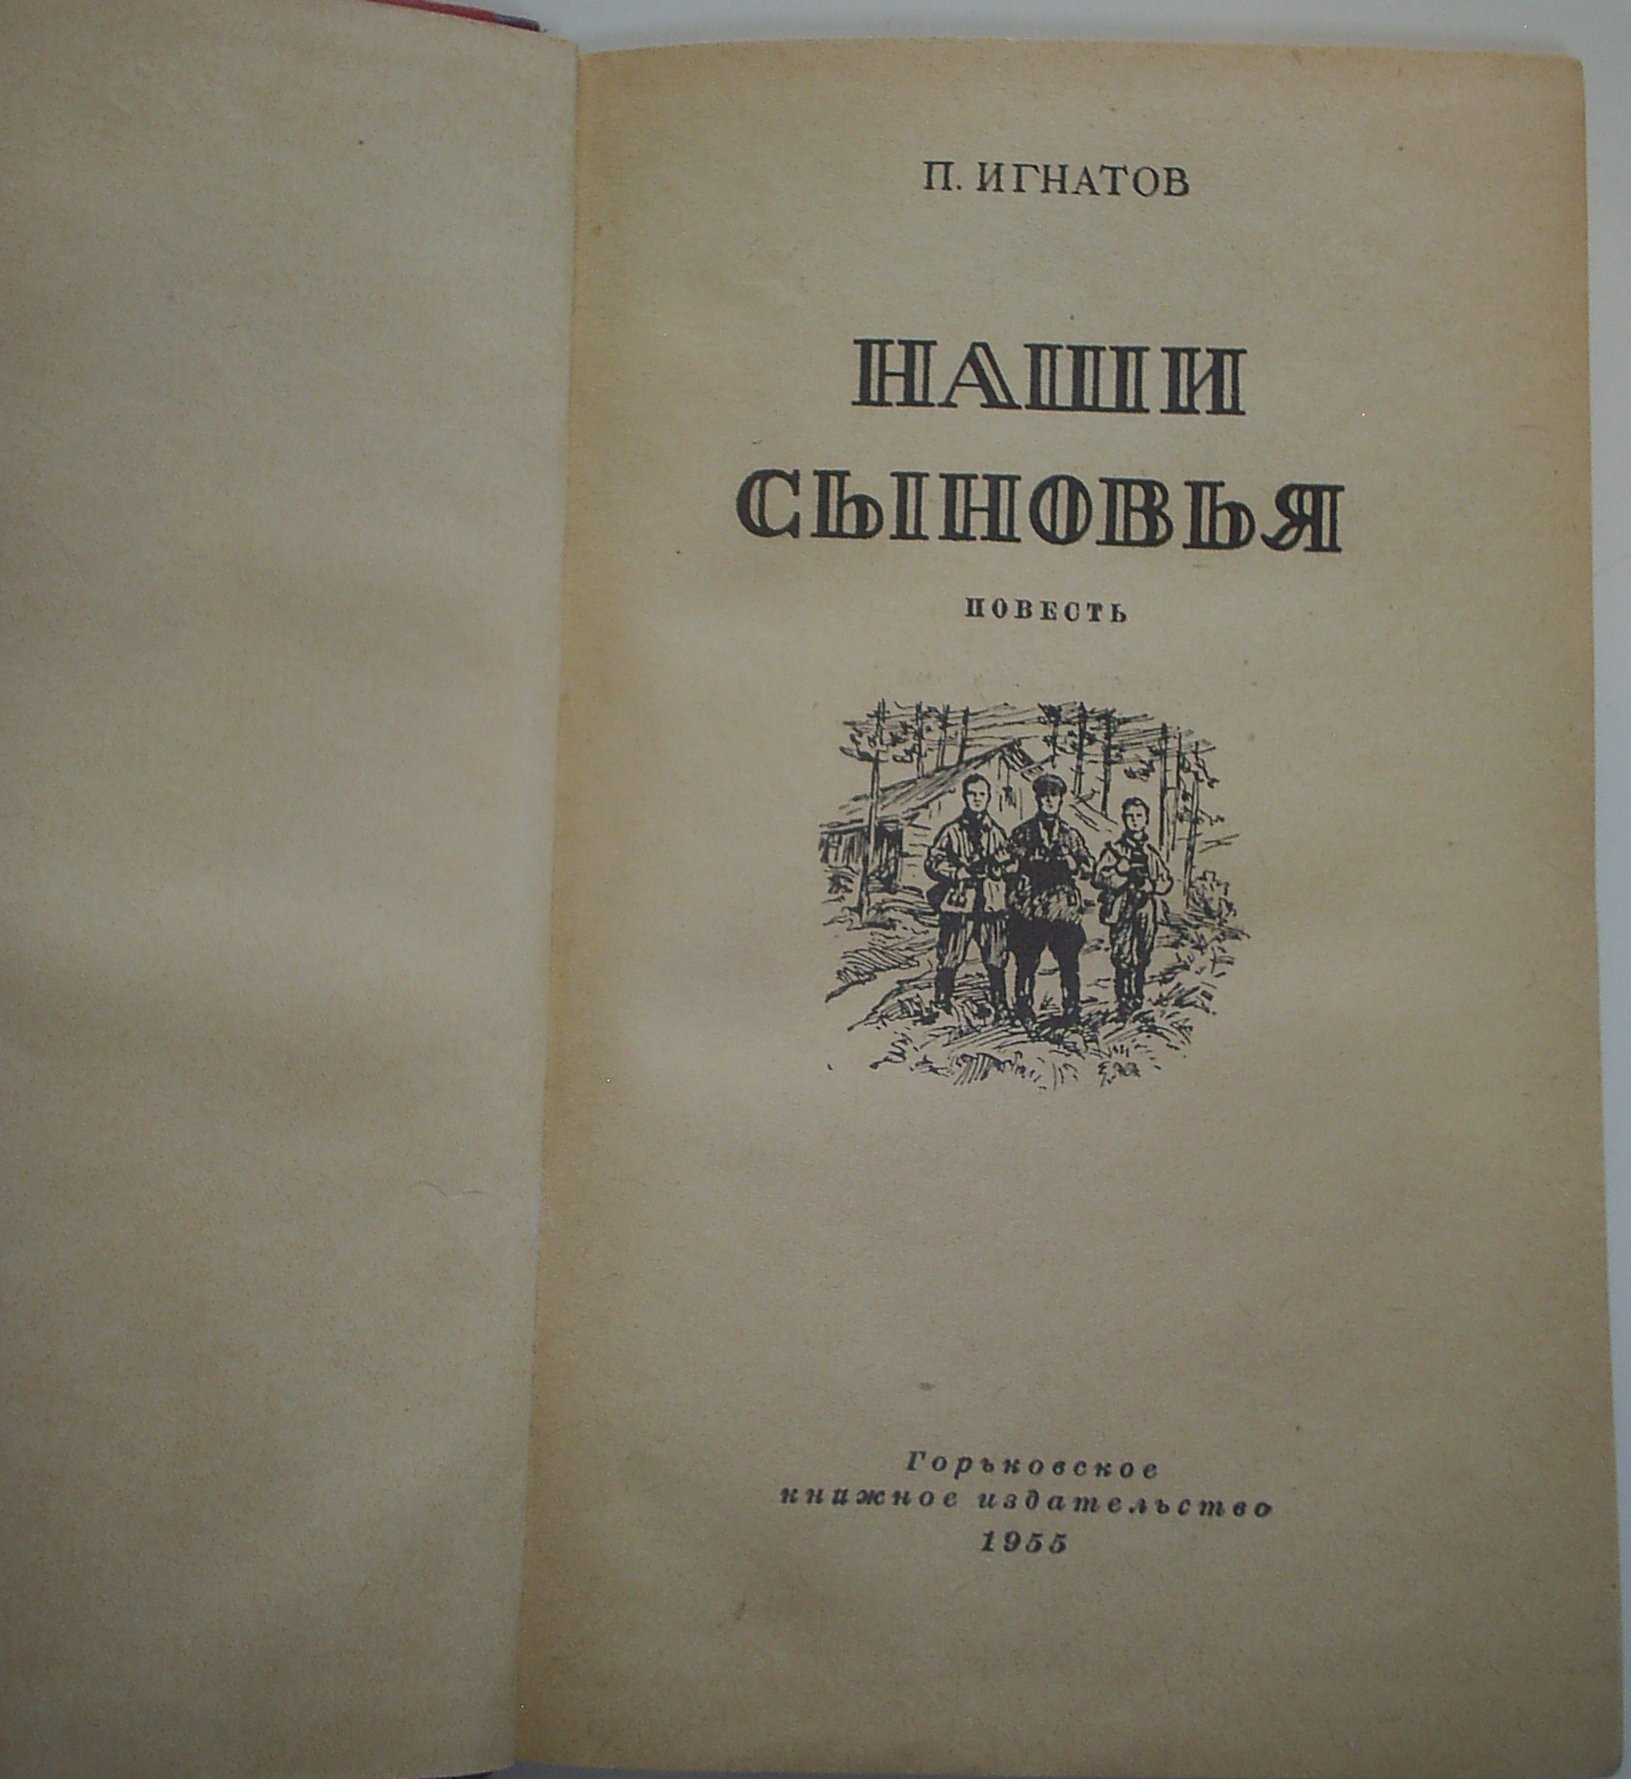 П. ИГНАТОВ
НАШИ
СЫНОВЬЯ
ПОВЕСТЬ
Горьковское
книжное издательство
1955